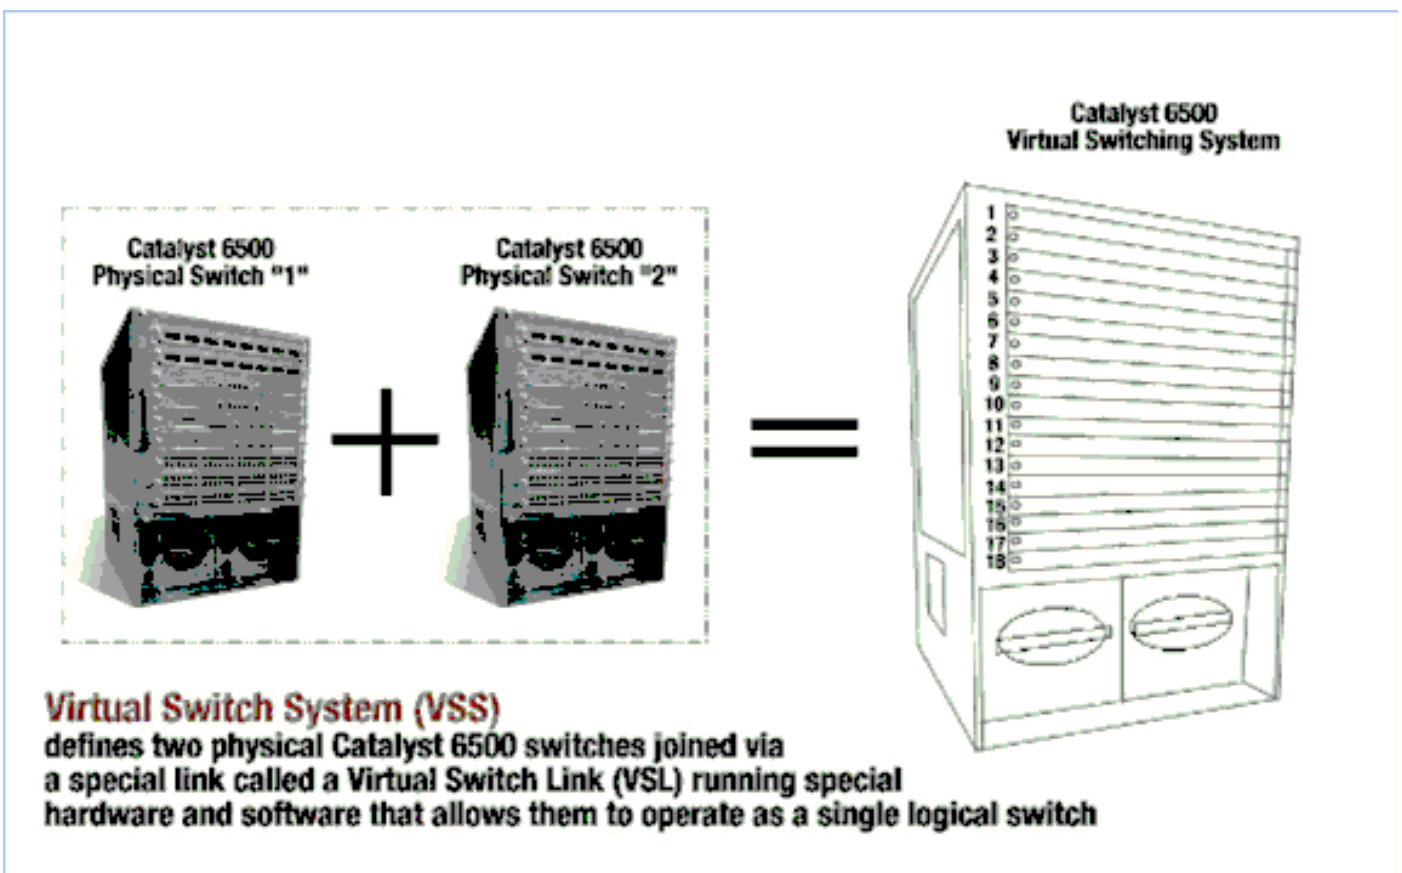 Catalyst 6500
Virtual Switching System
Catalyst 6500
Physical Switch "1"
Catalyst 6500
Physical Switch "2"
1
2
3
4
5
6
7
8
9
10
11
12
13
14
15
16
17
18
Virtual Switch System (VSS)
defines two physical Catalyst 6500 switches joined via
a special link called a Virtual Switch Link (VSL) running special
hardware and software that allows them to operate as a single logical switch